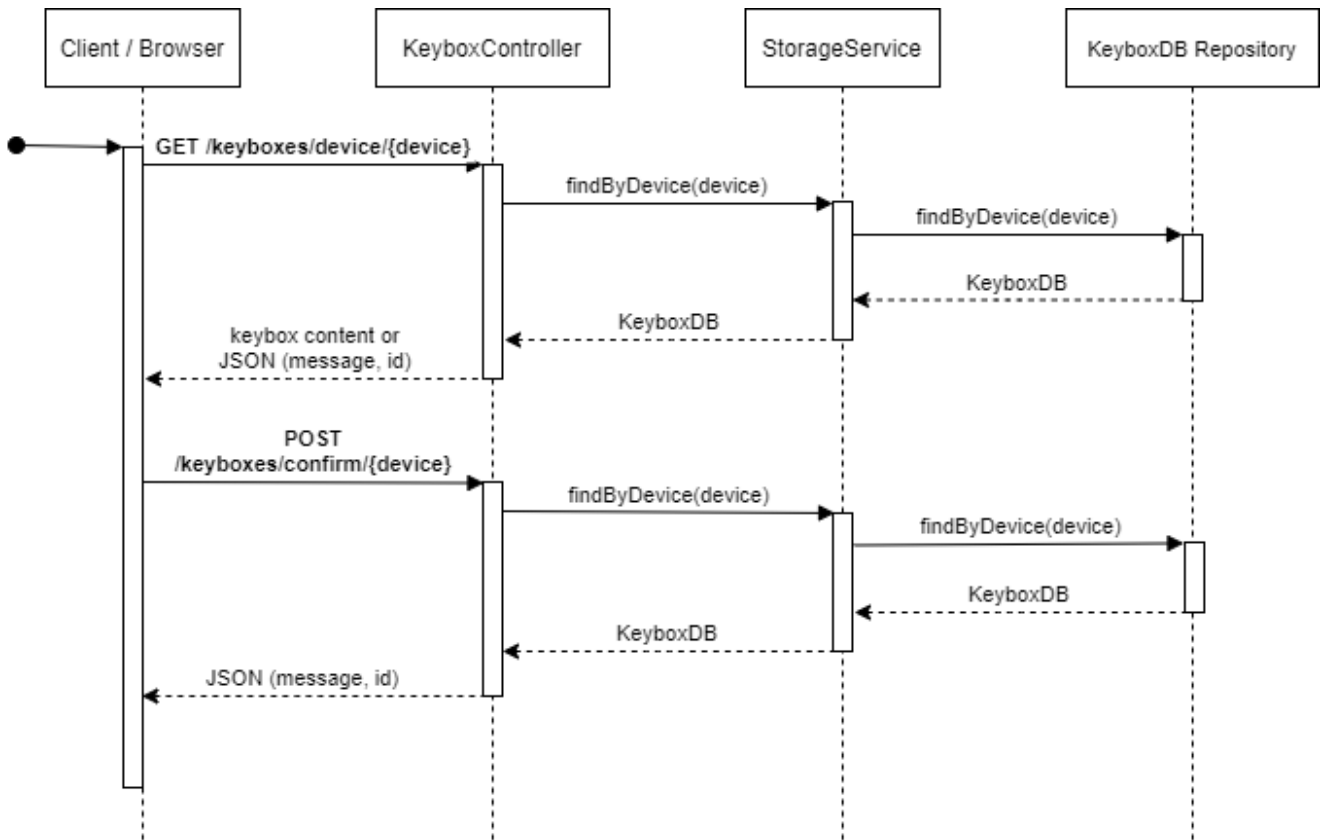 Client / Browser
KeyboxController
StorageService
KeyboxDB Repository
GET /keyboxes/device/{device}
findByDevice(device)
findByDevice(device)
KeyboxDB
KeyboxDB
keybox content or
JSON (message, id)
POST
/keyboxes/confirm/{device}
findByDevice(device)
findByDevice(device)
KeyboxDB
KeyboxDB
JSON (message, id)